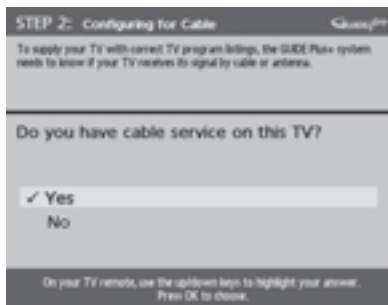 STEP 2: Configuring for Cable
To supply your TV with correct TV program listings, the GUIDE Plus+ system
needs to know if your TV receives its signal by cable or antenna.
Do you have cable service on this TV?
✓ Yes
No
On your TV remote, use the up/down keys to highlight your answer.
Press OK to choose.